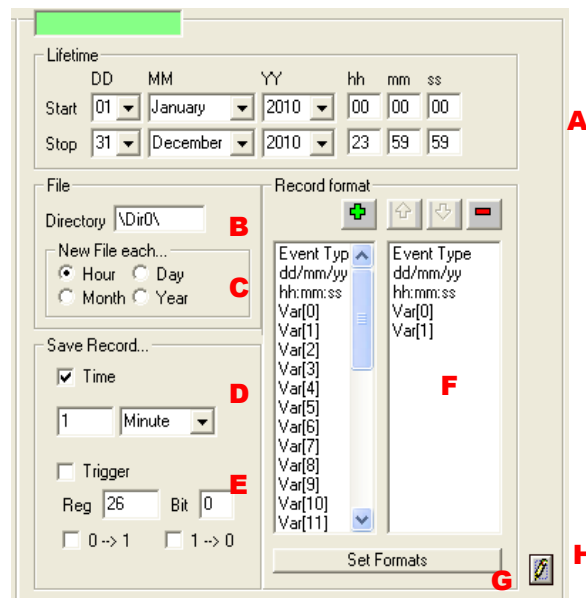 Lifetime
DD MM YY hh mm ss
Start 01 January 2010 00 00 00
A
Stop 31 December 2010 23 59 59
File
Directory \Dir0\
B
New File each...
Hour Day
C
Month Year
Save Record...
Time
D
1 Minute
Trigger
E
Reg 26 Bit 0
0 --> 1 1 --> 0
Record format
Event Typ
dd/mm/yy
hh:mm:ss
Var[0]
Var[1]
Var[2]
Var[3]
Var[4]
Var[5]
Var[6]
Var[7]
Var[8]
Var[9]
Var[10]
Var[11]
Event Type
dd/mm/yy
hh:mm:ss
Var[0]
Var[1]
F
Set Formats
G
H